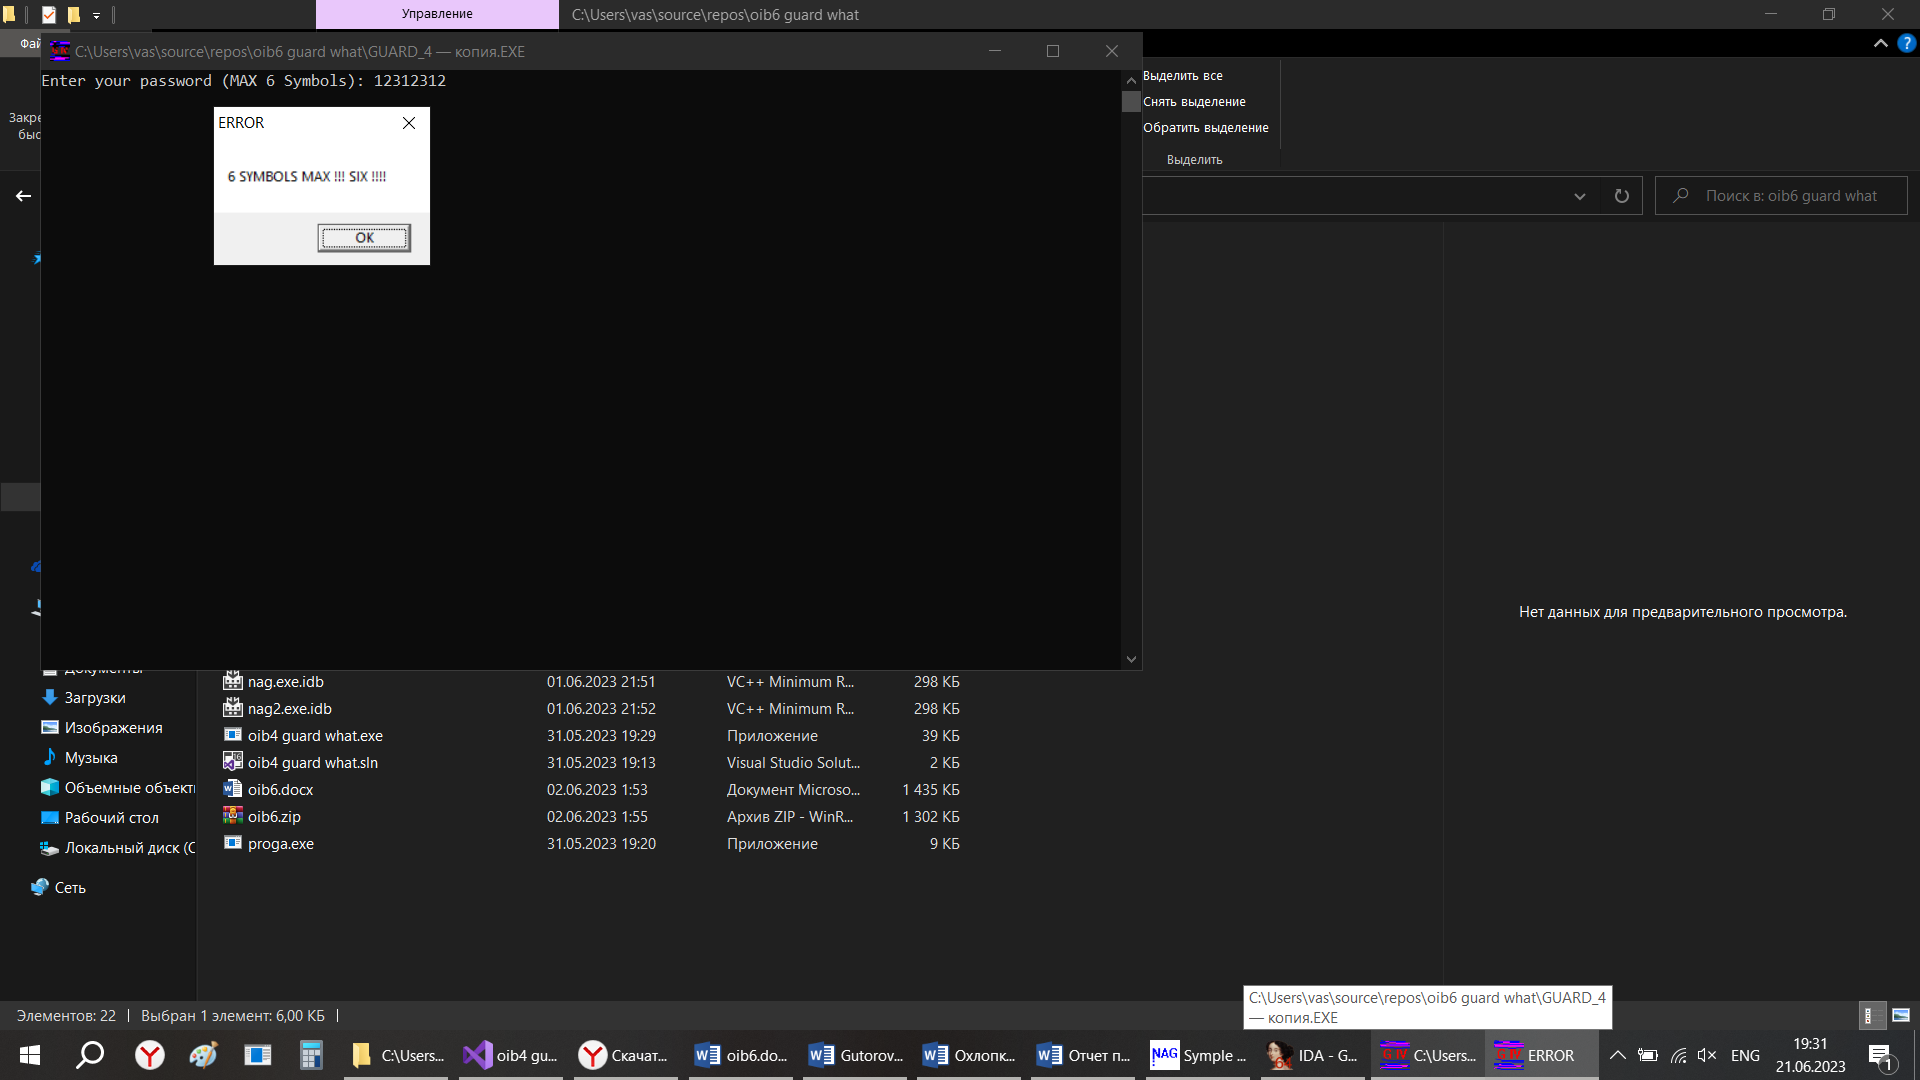 Управление
C:\Users\vas\source\repos\oib6 guard what
C:\Users\vas\source\repos\oib6 guard what\GUARD_4 — копия.EXE
Enter your password (MAX 6 Symbols): 12312312
ERROR
6 SYMBOLS MAX !!! SIX !!!!
OK
Выделить все
Снять выделение
Обратить выделение
Выделить
Поиск в: oib6 guard what
Нет данных для предварительного просмотра.
nag.exe.idb 01.06.2023 21:51 VC++ Minimum R... 298 КБ
Загрузки
nag2.exe.idb 01.06.2023 21:52 VC++ Minimum R... 298 КБ
Изображения
oib4 guard what.exe 31.05.2023 19:29 Приложение 39 КБ
Музыка
oib4 guard what.sln 31.05.2023 19:13 Visual Studio Solut... 2 КБ
Объемные объект
oib6.docx 02.06.2023 1:53 Документ Microso... 1 435 КБ
Рабочий стол
oib6.zip 02.06.2023 1:55 Архив ZIP - WinR... 1 302 КБ
Локальный диск (C
proga.exe 31.05.2023 19:20 Приложение 9 КБ
Сеть
C:\Users\vas\source\repos\oib6 guard what\GUARD_4
— копия.EXE
Элементов: 22 Выбран 1 элемент: 6,00 КБ
C:\Users... oib4 gu... Скачат... oib6.do... Gutorov... Охлопк... Отчет п... NAG Symple ... IDA - G... C:\Users... ERROR ENG
19:31
21.06.2023
1